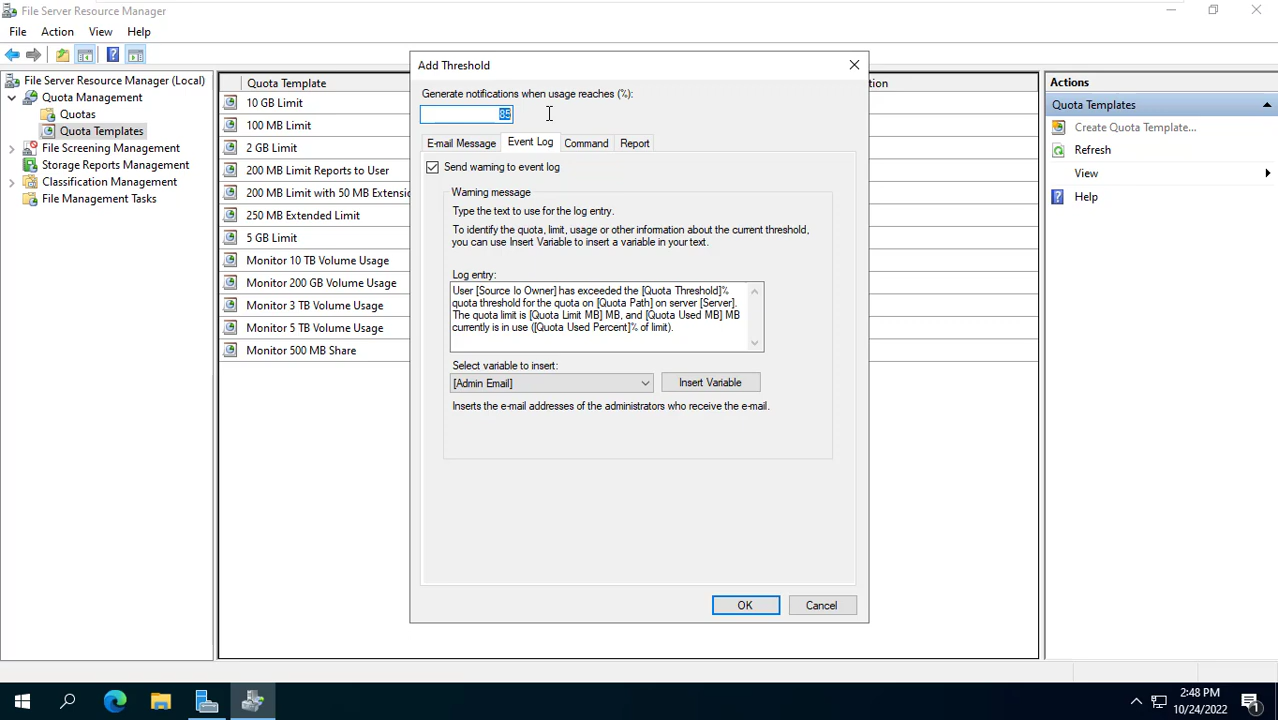 File Server Resource Manager
File Action View Help
File Server Resource Manager (Local)
Quota Management
Quotas
Quota Templates
File Screening Management
Storage Reports Management
Classification Management
File Management Tasks
Quota Template
10 GB Limit
100 MB Limit
2 GB Limit
200 MB Limit Reports to User
200 MB Limit with 50 MB Extensio
250 MB Extended Limit
5 GB Limit
Monitor 10 TB Volume Usage
Monitor 200 GB Volume Usage
Monitor 3 TB Volume Usage
Monitor 5 TB Volume Usage
Monitor 500 MB Share
Add Threshold
Generate notifications when usage reaches (%):
85
E-mail Message Event Log Command Report
Send warning to event log
Warning message
Type the text to use for the log entry.
To identify the quota, limit, usage or other information about the current threshold,
you can use Insert Variable to insert a variable in your text.
Log entry:
User [Source Io Owner] has exceeded the [Quota Threshold]%
quota threshold for the quota on [Quota Path] on server [Server].
The quota limit is [Quota Limit MB] MB, and [Quota Used MB] MB
currently is in use ([Quota Used Percent]% of limit).
Select variable to insert:
[Admin Email] Insert Variable
Inserts the e-mail addresses of the administrators who receive the e-mail.
OK Cancel
tion
Actions
Quota Templates
Create Quota Template...
Refresh
View
Help
2:48 PM
10/24/2022
1